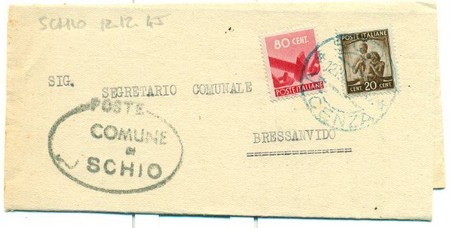 SCHIO 12.12.45
80 CENT.
POSTE ITALIANE
POSTE ITALIANE
CENT. 20 CENT.
CENZA
SIG. SEGRETARIO COMUNALE
BRESSANVIDO
POSTE
COMUNE
DI
SCHIO